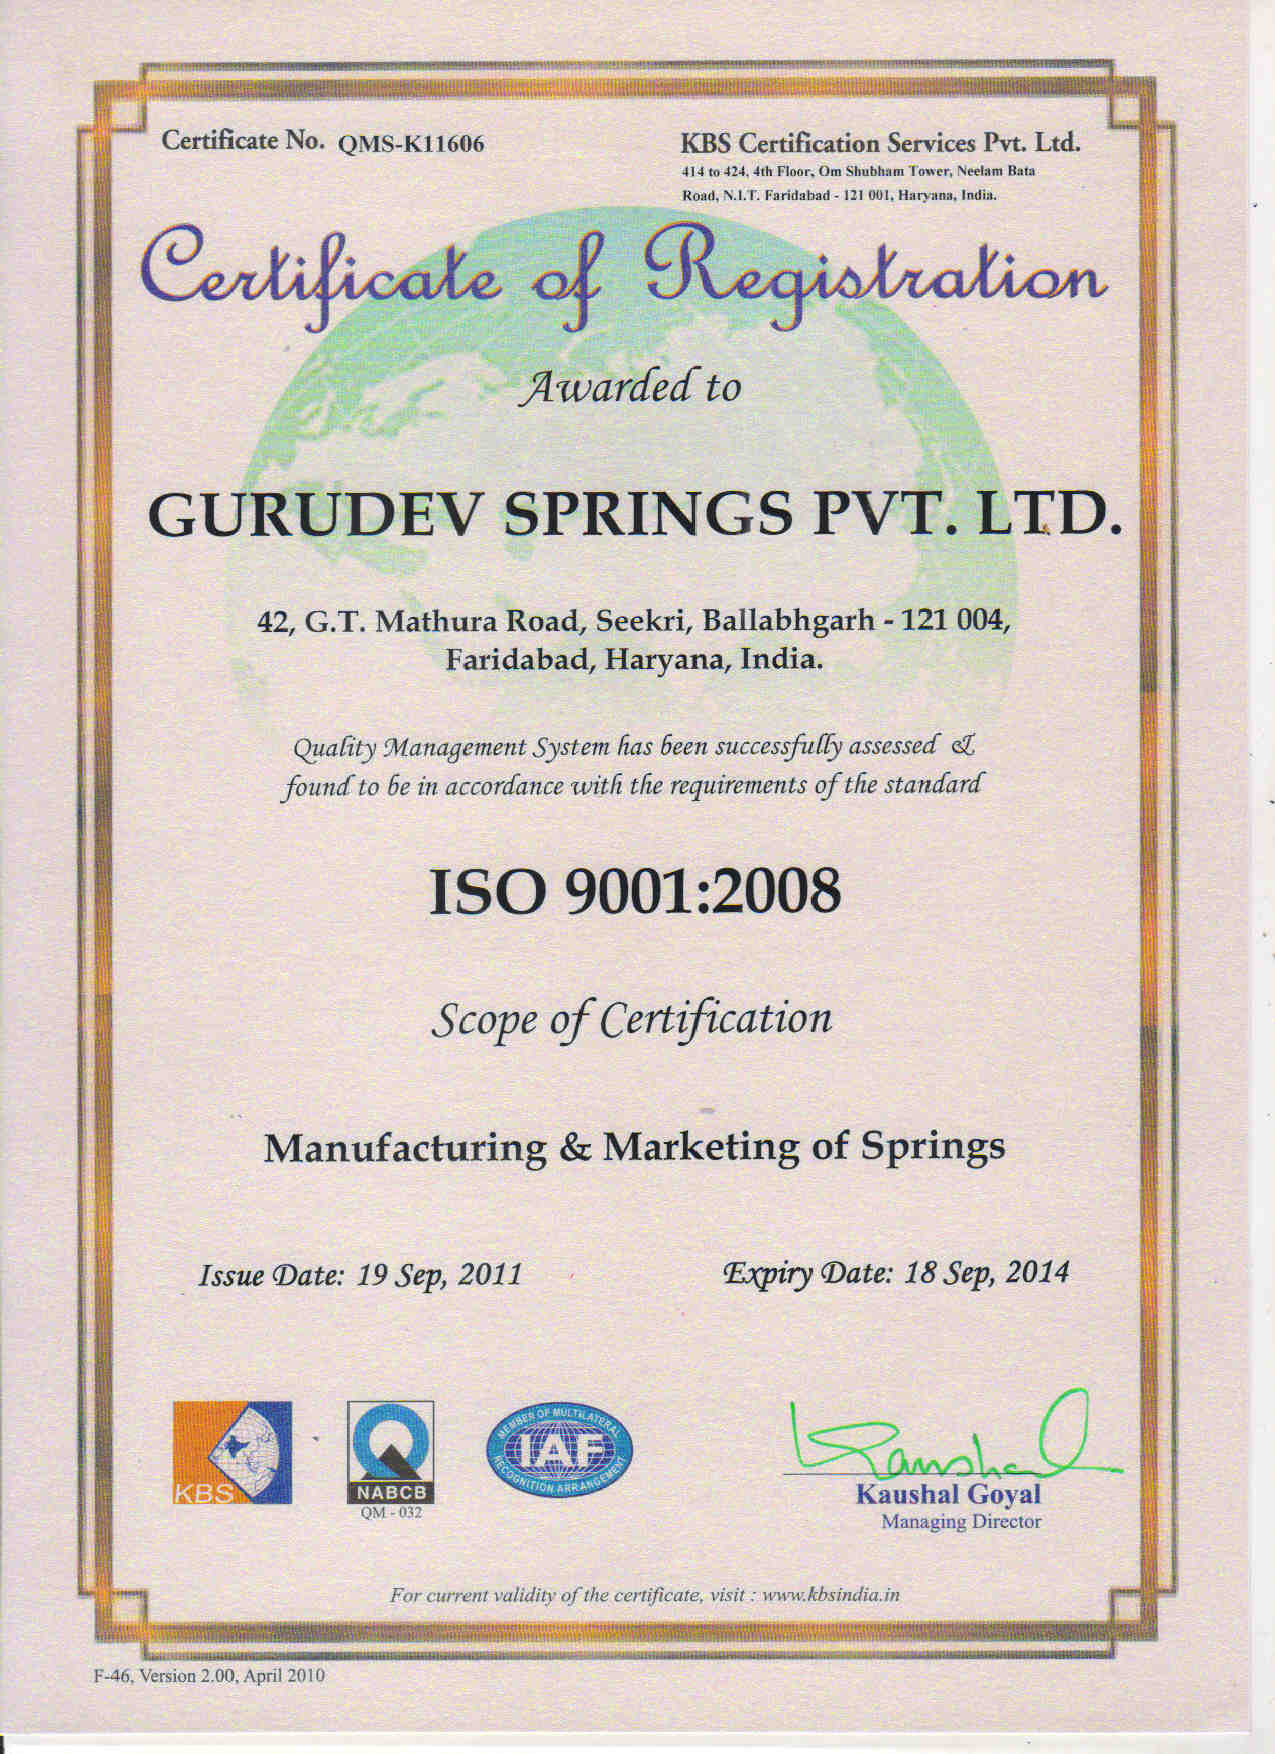 Certificate No. QMS-K11606
KBS Certification Services Pvt. Ltd.
414 to 424, 4th Floor, Om Shubham Tower, Neelam Bata
Road, N.I.T. Faridabad - 121 001, Haryana, India.
Certificate of Registration
Awarded to
GURUDEV SPRINGS PVT. LTD.
42, G.T. Mathura Road, Seekri, Ballabhgarh - 121 004,
Faridabad, Haryana, India.
Quality Management System has been successfully assessed &
found to be in accordance with the requirements of the standard
ISO 9001:2008
Scope of Certification
Manufacturing & Marketing of Springs
Issue Date: 19 Sep, 2011
Expiry Date: 18 Sep, 2014
KBS
NABCB
QM - 032
MEMBER OF MULTILATERAL
IAF
RECOGNITION ARRANGEMENT
Kaushal
Kaushal Goyal
Managing Director
For current validity of the certificate, visit : www.kbsindia.in
F-46, Version 2.00, April 2010